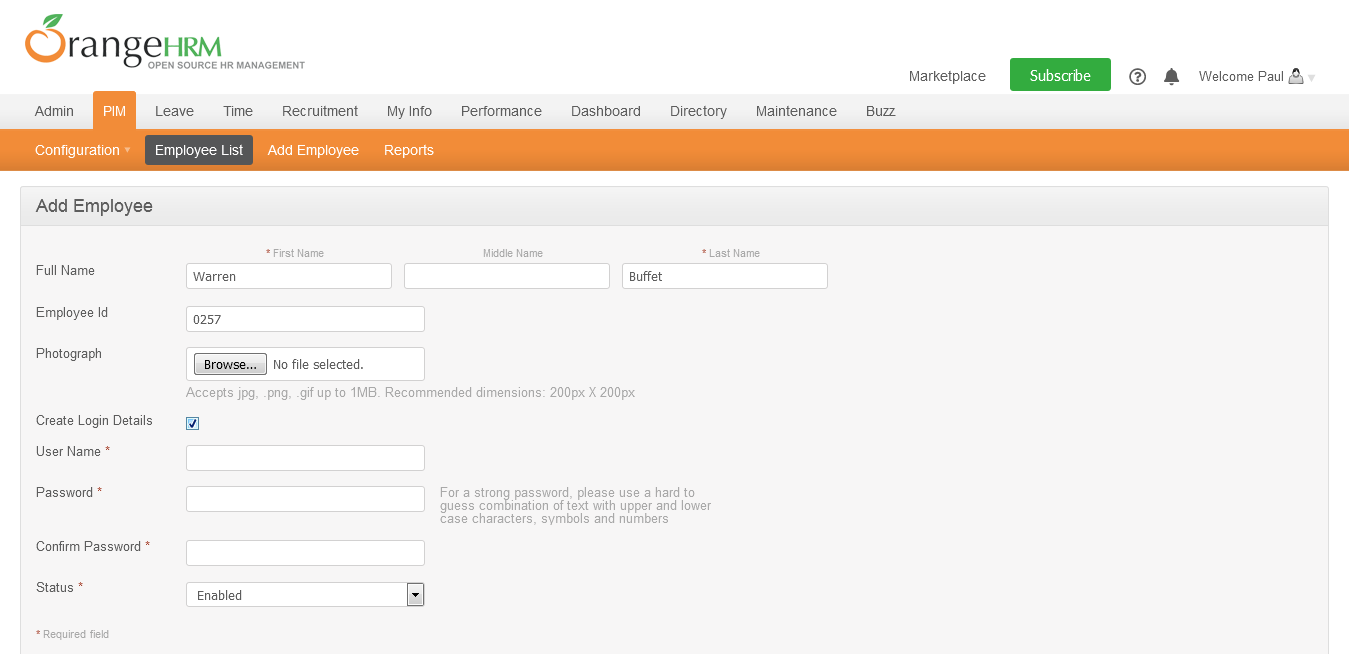 OrangeHRM
OPEN SOURCE HR MANAGEMENT
Marketplace Subscribe Welcome Paul
Admin PIM Leave Time Recruitment My Info Performance Dashboard Directory Maintenance Buzz
Configuration Employee List Add Employee Reports
Add Employee
* First Name Middle Name * Last Name
Full Name Warren Buffet
Employee Id 0257
Photograph Browse... No file selected.
Accepts jpg, .png, .gif up to 1MB. Recommended dimensions: 200px X 200px
Create Login Details
User Name *
Password * For a strong password, please use a hard to
guess combination of text with upper and lower
case characters, symbols and numbers
Confirm Password *
Status * Enabled
* Required field